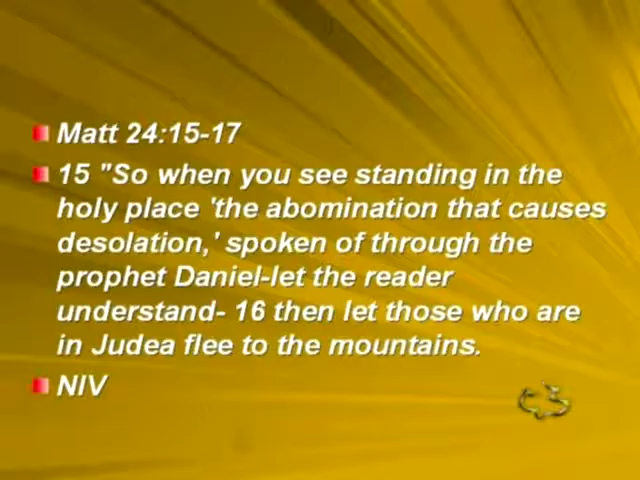 Matt 24:15-17
15 "So when you see standing in the
holy place 'the abomination that causes
desolation,' spoken of through the
prophet Daniel-let the reader
understand- 16 then let those who are
in Judea flee to the mountains.
NIV